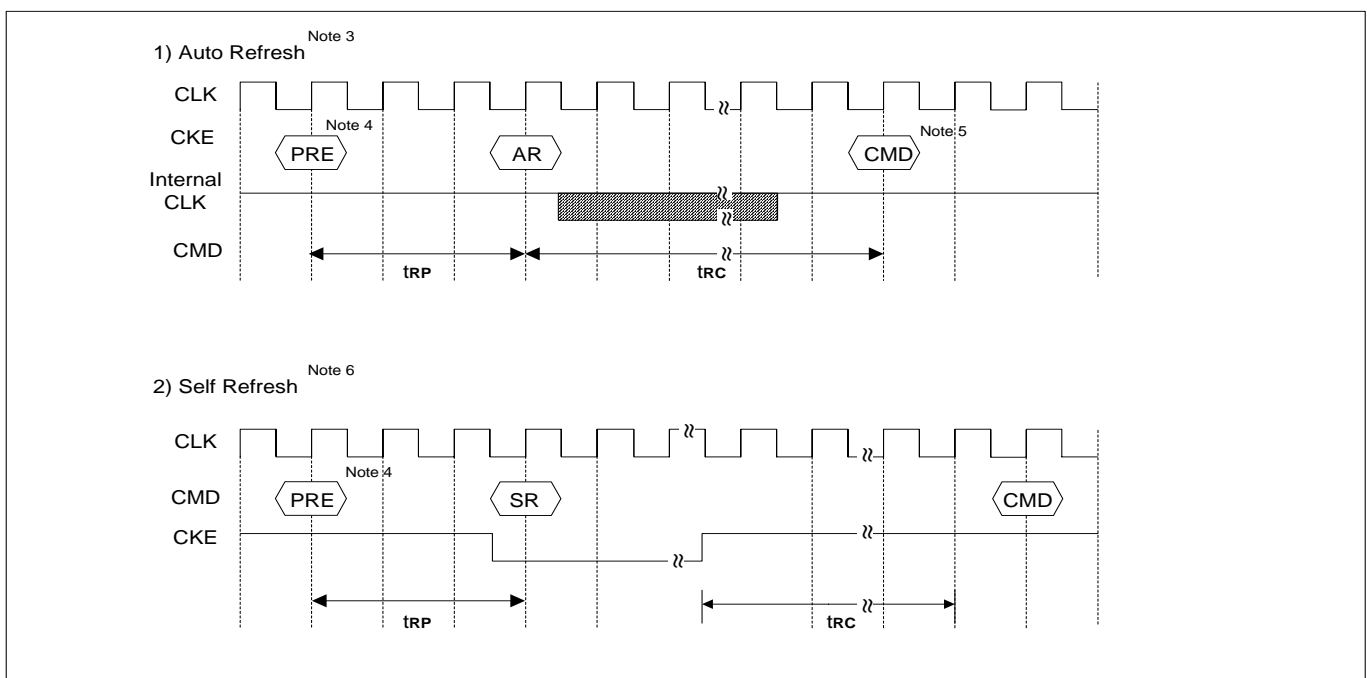 1) Auto Refresh Note 3
CLK
CKE
Note 4
Note 5
PRE
AR
CMD
Internal
CLK
CMD
tRP
tRC
2) Self Refresh Note 6
CLK
Note 4
CMD
PRE
SR
CMD
CKE
tRP
tRC